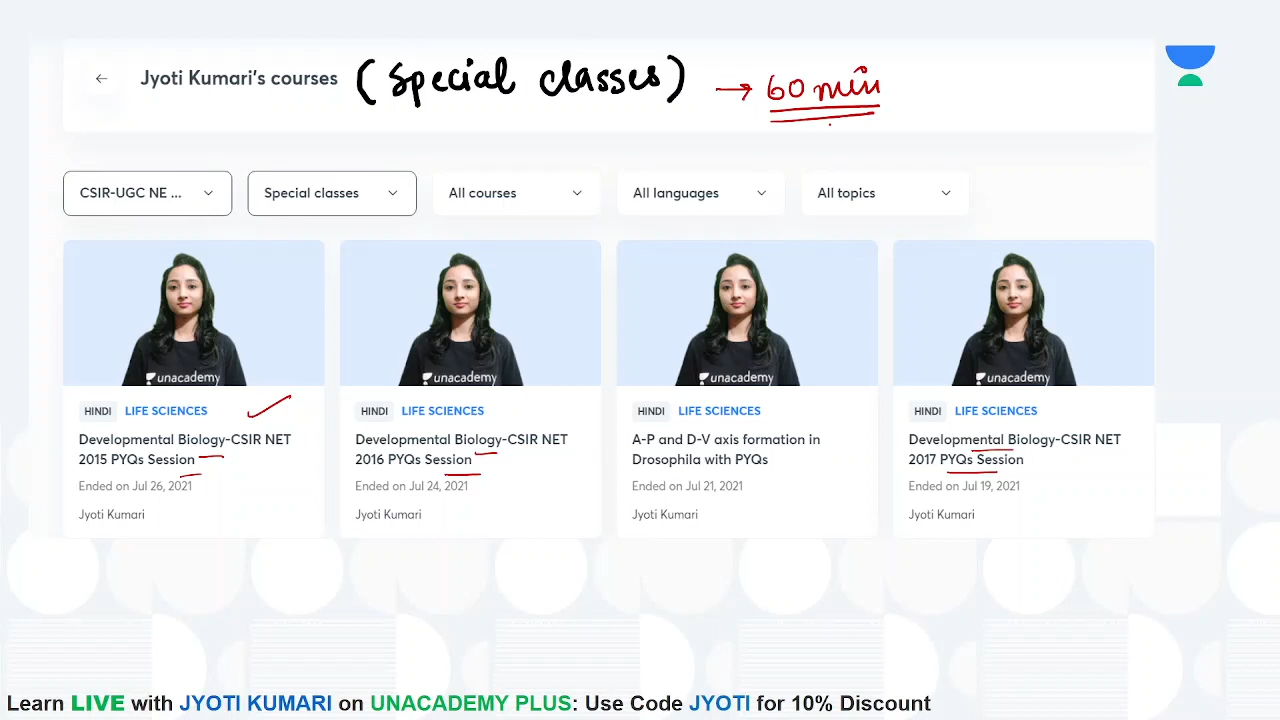 Jyoti Kumari's courses (Special classes) → 60 min
CSIR-UGC NE ... Special classes All courses All languages All topics
unacademy unacademy unacademy unacademy
HINDI LIFE SCIENCES
Developmental Biology-CSIR NET
2015 PYQs Session
Ended on Jul 26, 2021
Jyoti Kumari
HINDI LIFE SCIENCES
Developmental Biology-CSIR NET
2016 PYQs Session
Ended on Jul 24, 2021
Jyoti Kumari
HINDI LIFE SCIENCES
A-P and D-V axis formation in
Drosophila with PYQs
Ended on Jul 21, 2021
Jyoti Kumari
HINDI LIFE SCIENCES
Developmental Biology-CSIR NET
2017 PYQs Session
Ended on Jul 19, 2021
Jyoti Kumari
Learn LIVE with JYOTI KUMARI on UNACADEMY PLUS: Use Code JYOTI for 10% Discount